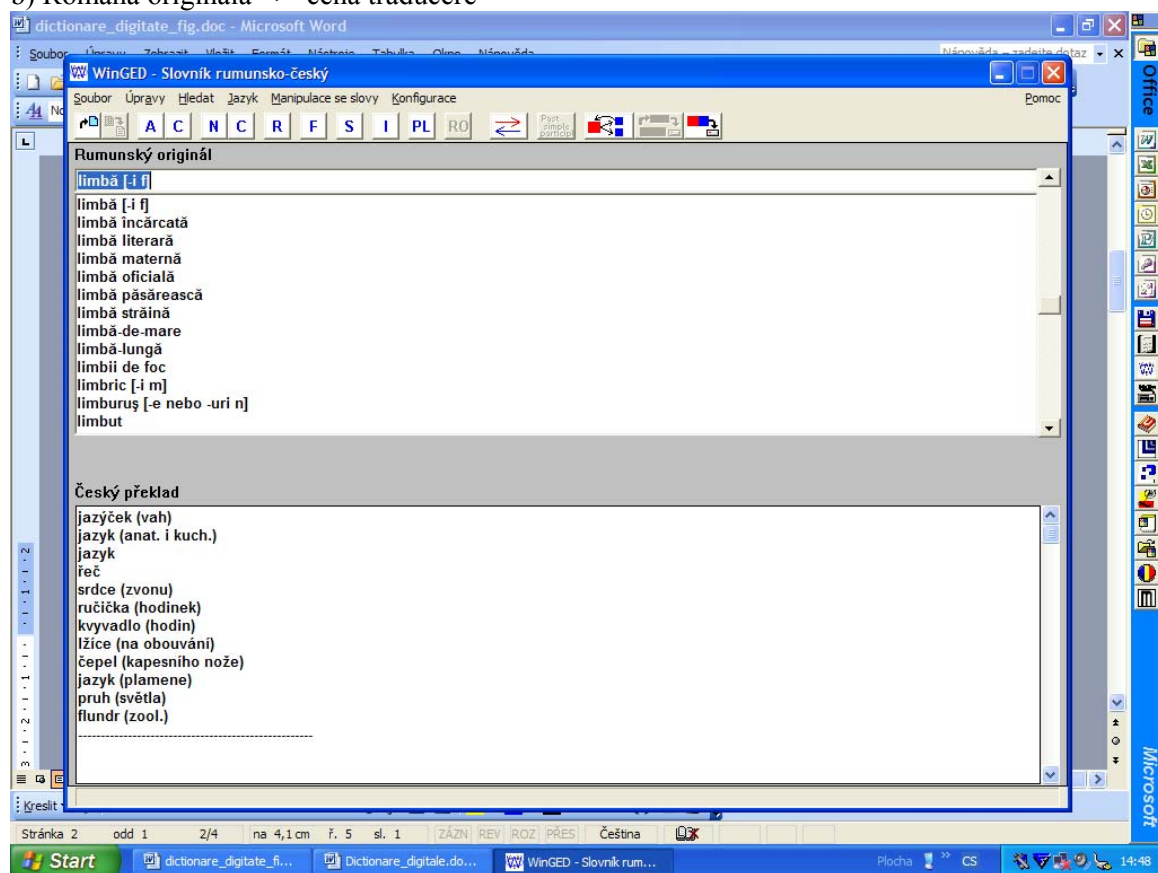 dictionare_digitate_fig.doc - Microsoft Word
WinGED - Slovník rumunsko-český
Soubor Úpravy Hledat Jazyk Manipulace se slovy Konfigurace Pomoc
A C N C R F S I PL RO
Past simple particip
Rumunský originál
limbă [-i f]
limbă [-i f]
limbă încărcată
limbă literară
limbă maternă
limbă oficială
limbă păsărească
limbă străină
limbă-de-mare
limbă-lungă
limbii de foc
limbric [-i m]
limburuş [-e nebo -uri n]
limbut
Český překlad
jazýček (vah)
jazyk (anat. i kuch.)
jazyk
řeč
srdce (zvonu)
ručička (hodinek)
kvyvadlo (hodin)
lžíce (na obouvání)
čepel (kapesního nože)
jazyk (plamene)
pruh (světla)
flundr (zool.)
----------------------------------------------------
Office
Microsoft
Kreslit
Stránka 2 odd 1 2/4 na 4,1 cm ř. 5 sl. 1 ZÁZN REV ROZ PŘES Čeština
Start dictionare_digitate_fi... Dictionare_digitale.do... WinGED - Slovník rum... Plocha » CS 14:48